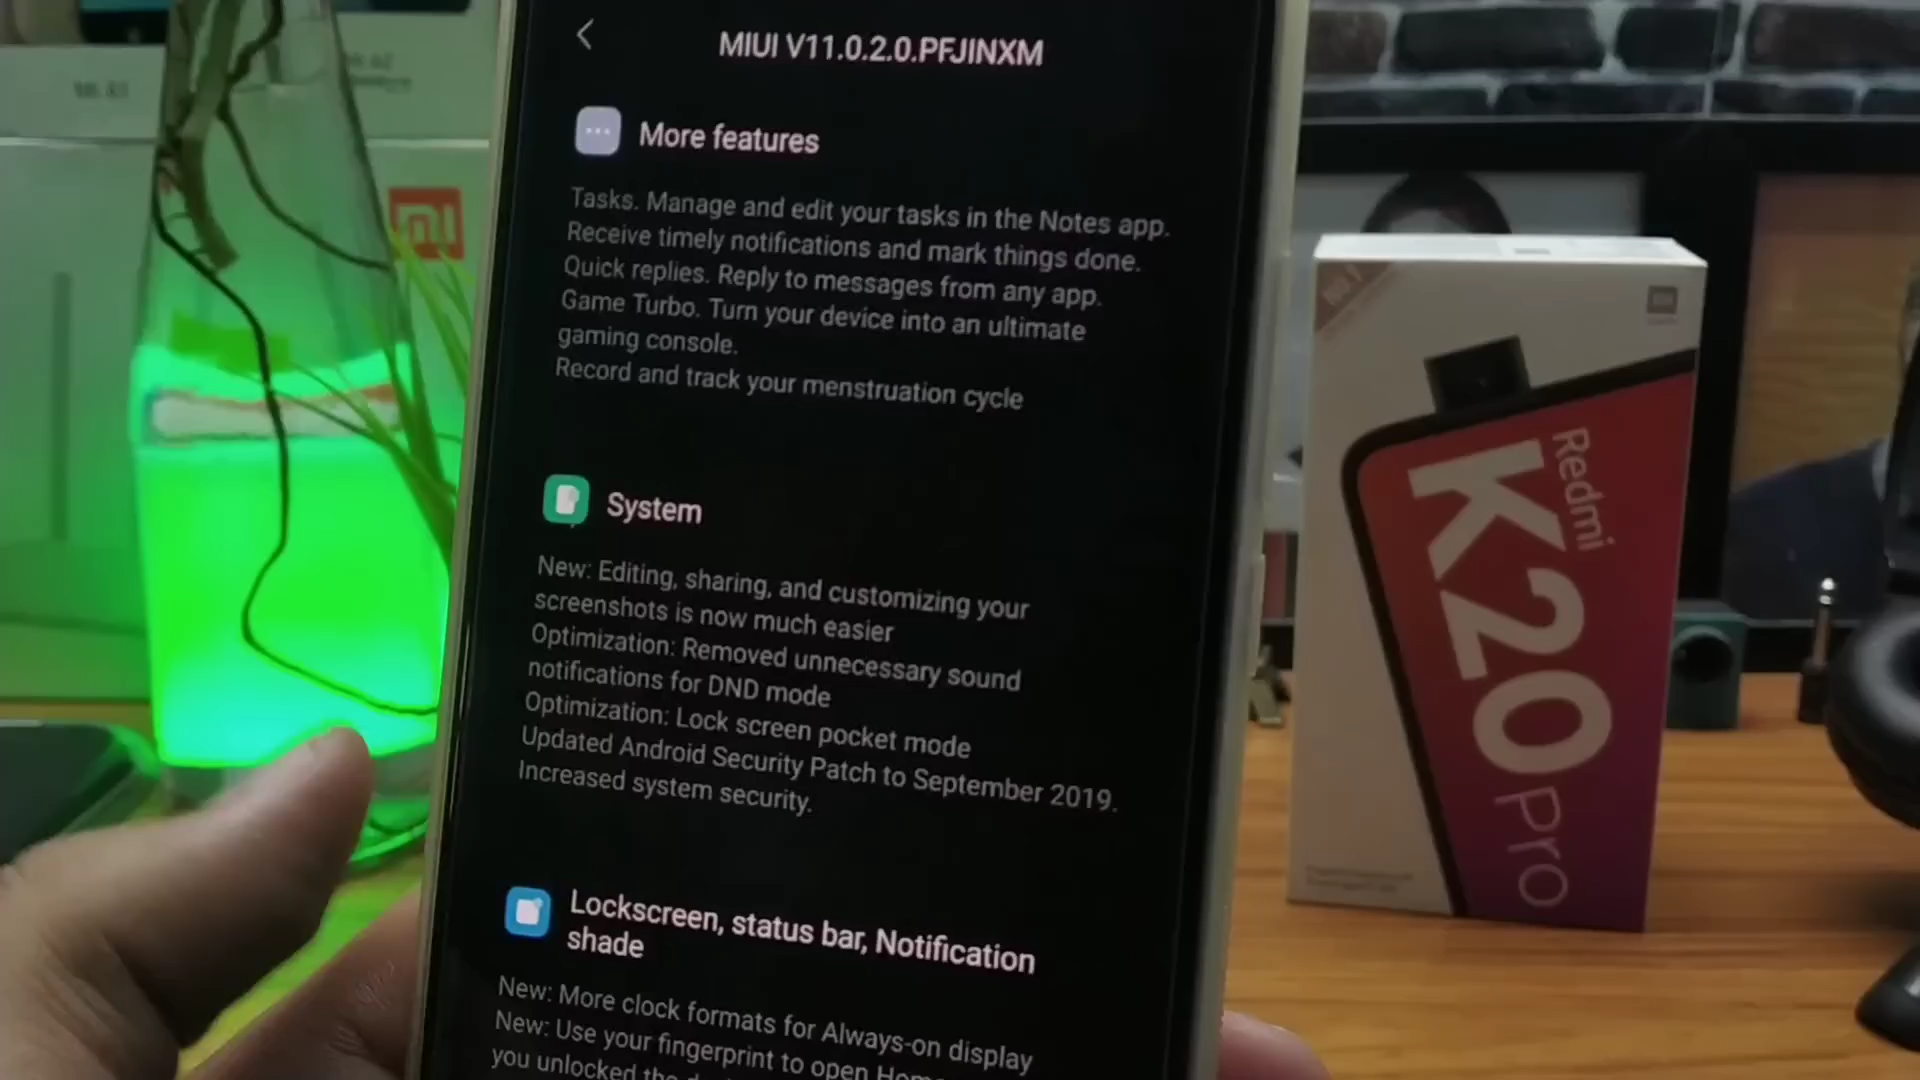 MIUI V11.0.2.0.PFJINXM
More features
Tasks. Manage and edit your tasks in the Notes app.
Receive timely notifications and mark things done.
Quick replies. Reply to messages from any app.
Game Turbo. Turn your device into an ultimate
gaming console.
Record and track your menstruation cycle
System
New: Editing, sharing, and customizing your
screenshots is now much easier
Optimization: Removed unnecessary sound
notifications for DND mode
Optimization: Lock screen pocket mode
Updated Android Security Patch to September 2019.
Increased system security.
Lockscreen, status bar, Notification
shade
New: More clock formats for Always-on display
New: Use your fingerprint to open
you unlocked the
mi
Redmi
K20
Pro